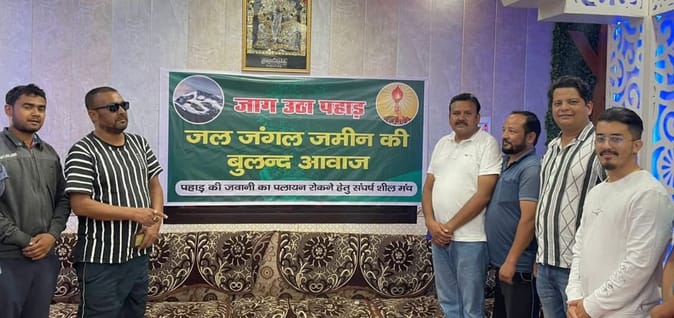 जाग उठा पहाड़
जल जंगल जमीन की
बुलन्द आवाज
पहाड़ की जवानी का पलायन रोकने हेतु संघर्ष शील मंच